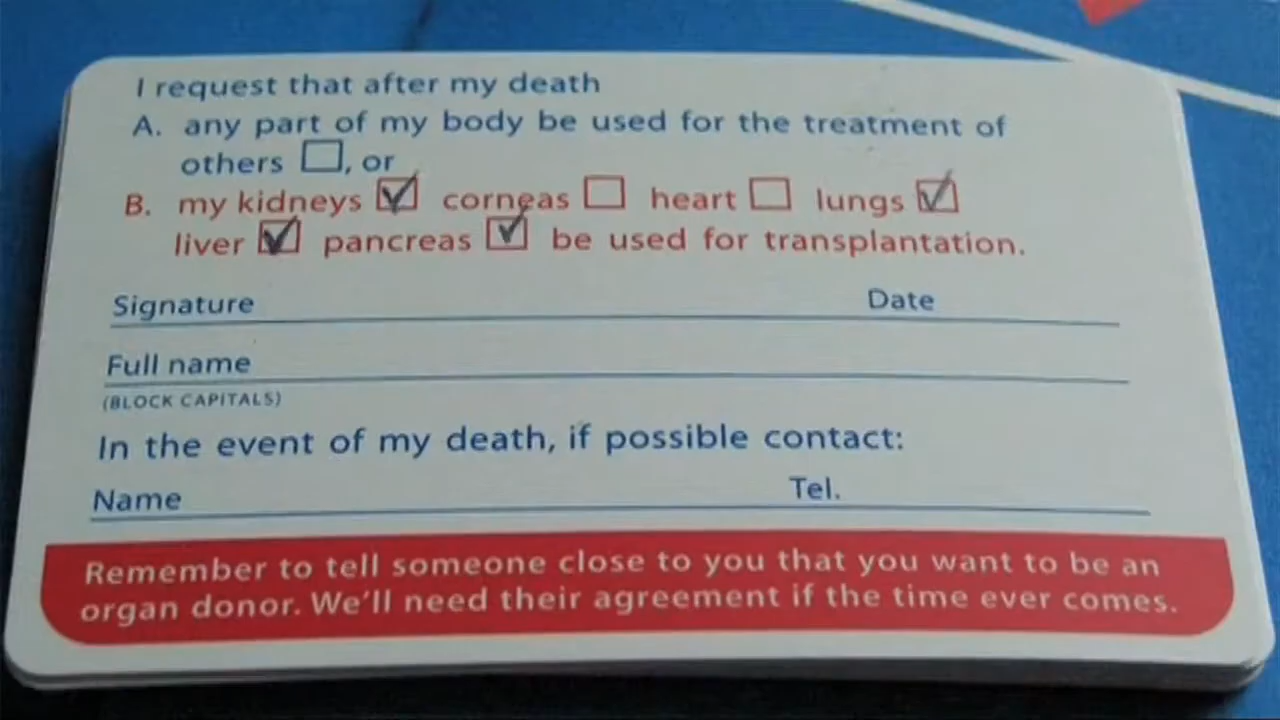 I request that after my death
A. any part of my body be used for the treatment of
others ☐, or
B. my kidneys ☑ corneas ☐ heart ☐ lungs ☑
liver ☑ pancreas ☑ be used for transplantation.
Signature Date
Full name
(BLOCK CAPITALS)
In the event of my death, if possible contact:
Name Tel.
Remember to tell someone close to you that you want to be an
organ donor. We'll need their agreement if the time ever comes.